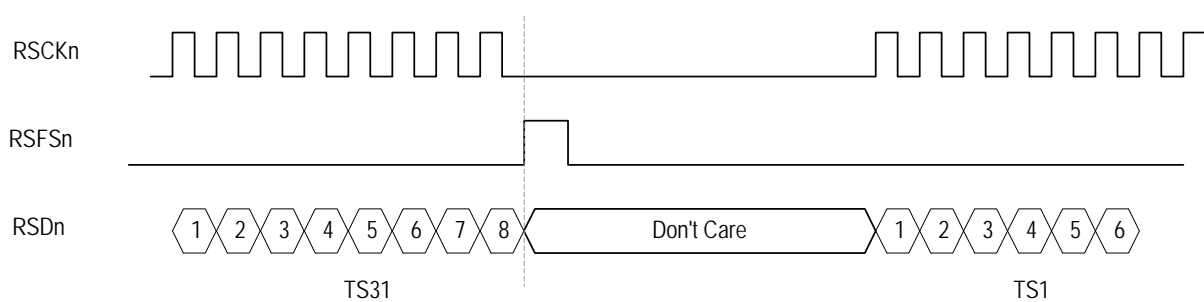 RSCKn
RSFSn
RSDn 1 2 3 4 5 6 7 8 Don't Care 1 2 3 4 5 6
TS31 TS1